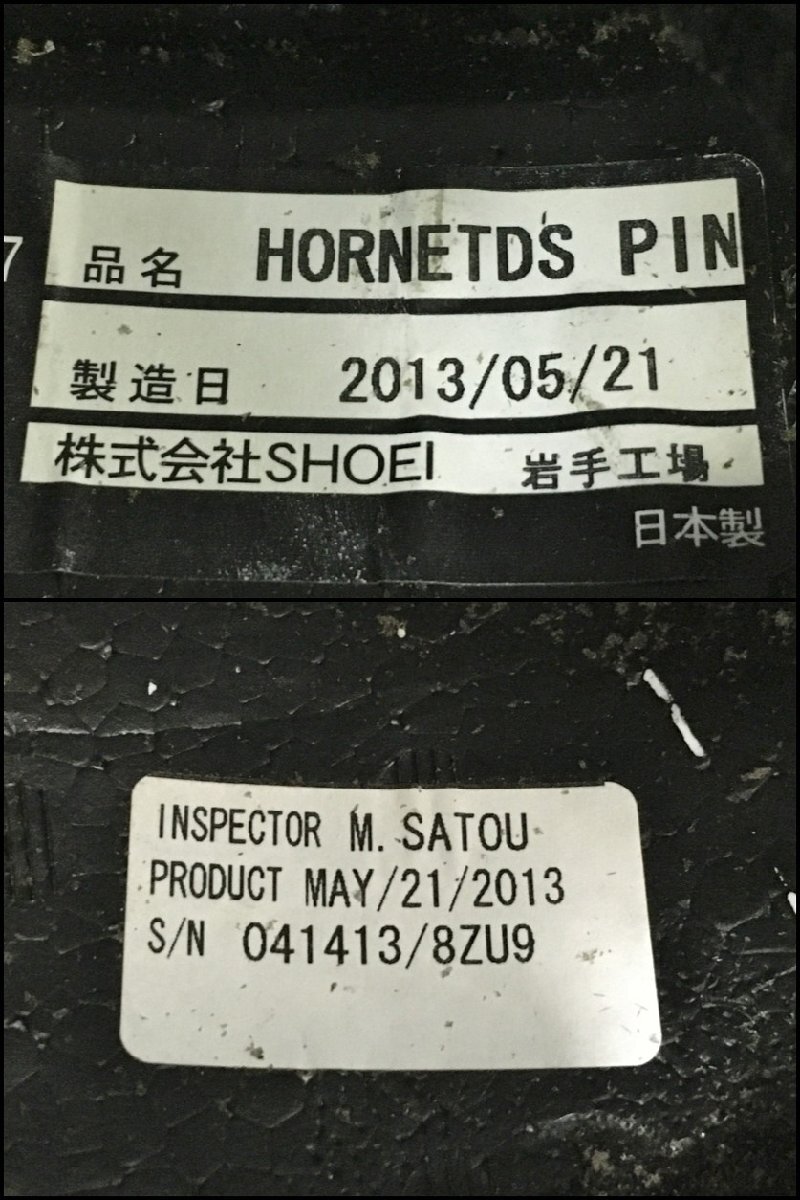 7
品名 HORNETDS PIN
製造日 2013/05/21
株式会社SHOEI 岩手工場
日本製
INSPECTOR M. SATOU
PRODUCT MAY/21/2013
S/N 041413/8ZU9